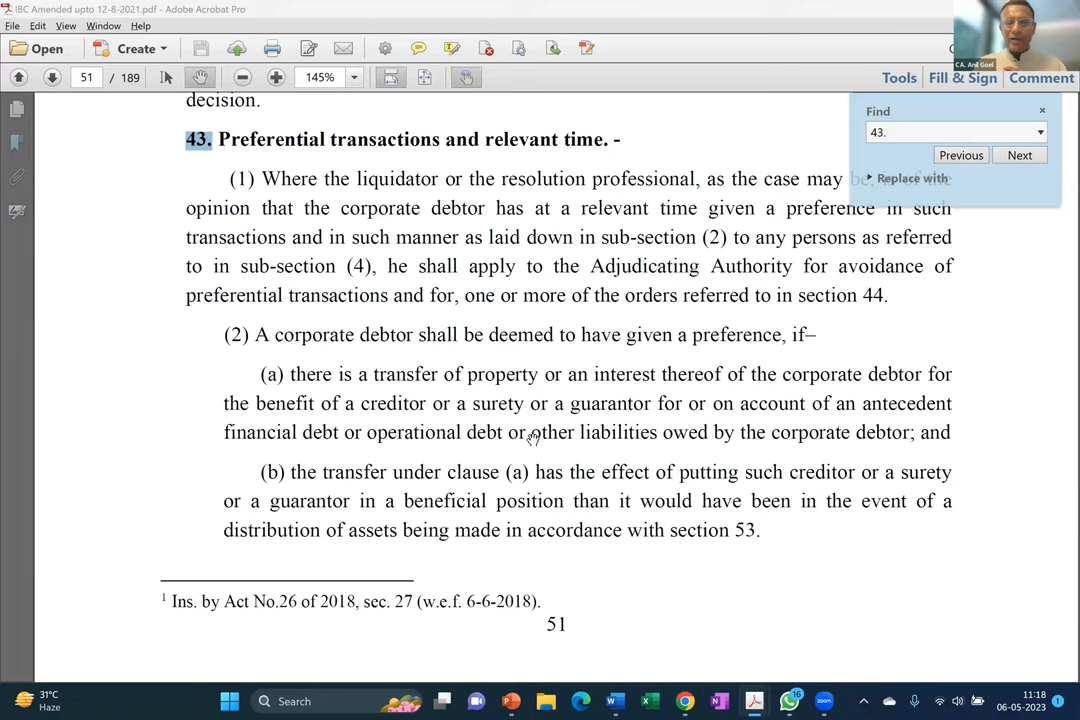 IBC Amended upto 12-8-2021.pdf - Adobe Acrobat Pro
File Edit View Window Help
Open Create
51 / 189 145% Tools Fill & Sign Comment
C.A. Anil Goel
Find
43.
Previous Next
Replace with
decision.
43. Preferential transactions and relevant time. -
(1) Where the liquidator or the resolution professional, as the case may be, of the
opinion that the corporate debtor has at a relevant time given a preference in such
transactions and in such manner as laid down in sub-section (2) to any persons as referred
to in sub-section (4), he shall apply to the Adjudicating Authority for avoidance of
preferential transactions and for, one or more of the orders referred to in section 44.
(2) A corporate debtor shall be deemed to have given a preference, if–
(a) there is a transfer of property or an interest thereof of the corporate debtor for
the benefit of a creditor or a surety or a guarantor for or on account of an antecedent
financial debt or operational debt or other liabilities owed by the corporate debtor; and
(b) the transfer under clause (a) has the effect of putting such creditor or a surety
or a guarantor in a beneficial position than it would have been in the event of a
distribution of assets being made in accordance with section 53.
1 Ins. by Act No.26 of 2018, sec. 27 (w.e.f. 6-6-2018).
51
31°C
Haze
Search
16
zoom
11:18
06-05-2023
1